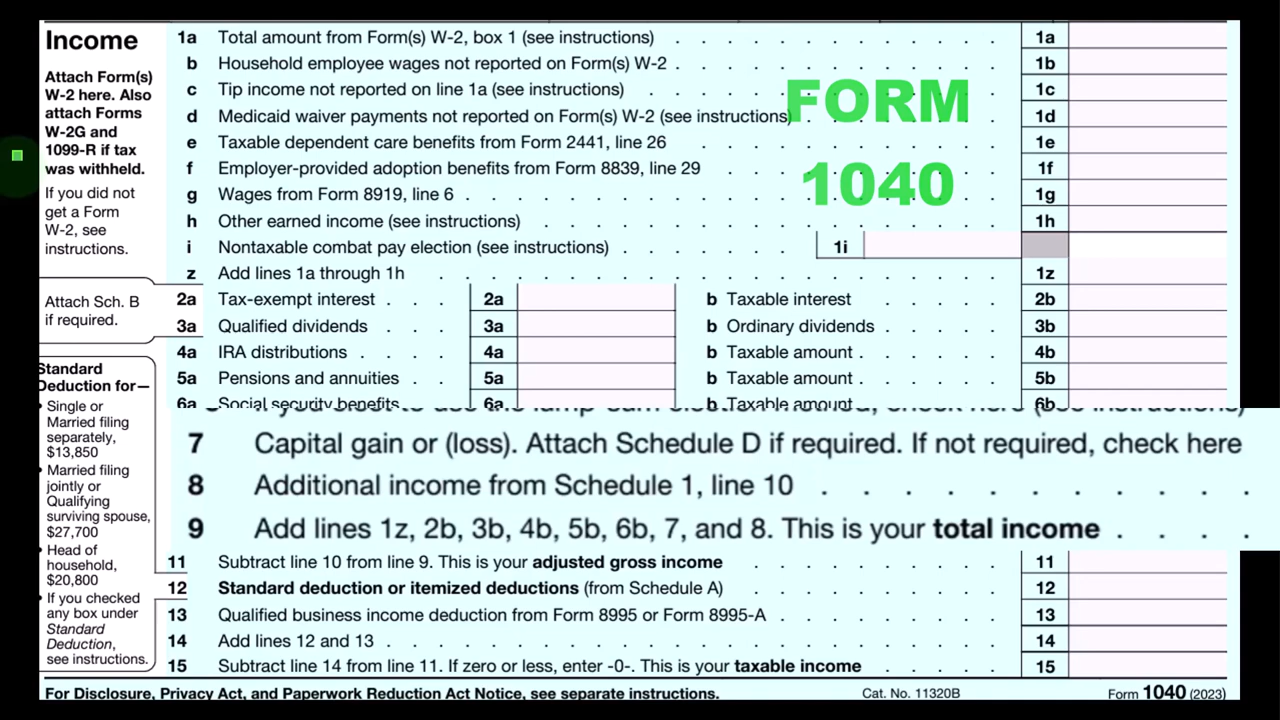 Income
Attach Form(s)
W-2 here. Also
attach Forms
W-2G and
1099-R if tax
was withheld.
If you did not
get a Form
W-2, see
instructions.
Attach Sch. B
if required.
Standard
Deduction for—
• Single or
Married filing
separately,
$13,850
• Married filing
jointly or
Qualifying
surviving spouse,
$27,700
• Head of
household,
$20,800
• If you checked
any box under
Standard
Deduction,
see instructions.
1a Total amount from Form(s) W-2, box 1 (see instructions) . . . . . . . . . . . . . 1a
b Household employee wages not reported on Form(s) W-2 . . . . . . . . . . . . . 1b
c Tip income not reported on line 1a (see instructions) . . . . . . . . . . . . . . 1c
d Medicaid waiver payments not reported on Form(s) W-2 (see instructions) . . . . . . . . 1d
e Taxable dependent care benefits from Form 2441, line 26 . . . . . . . . . . . . 1e
f Employer-provided adoption benefits from Form 8839, line 29 . . . . . . . . . . . 1f
g Wages from Form 8919, line 6 . . . . . . . . . . . . . . . . . . . . . 1g
h Other earned income (see instructions) . . . . . . . . . . . . . . . . . . 1h
i Nontaxable combat pay election (see instructions) . . . . . . . 1i
z Add lines 1a through 1h . . . . . . . . . . . . . . . . . . . . . . 1z
FORM
1040
2a Tax-exempt interest . . . 2a b Taxable interest . . . . . 2b
3a Qualified dividends . . . 3a b Ordinary dividends . . . . . 3b
4a IRA distributions . . . . 4a b Taxable amount . . . . . . 4b
5a Pensions and annuities . . 5a b Taxable amount . . . . . . 5b
6a Social security benefits . . 6a b Taxable amount . . . . . . 6b
7 Capital gain or (loss). Attach Schedule D if required. If not required, check here
8 Additional income from Schedule 1, line 10 . . . . . . . . . . .
9 Add lines 1z, 2b, 3b, 4b, 5b, 6b, 7, and 8. This is your total income . . . .
11 Subtract line 10 from line 9. This is your adjusted gross income . . . . . . . . . . 11
12 Standard deduction or itemized deductions (from Schedule A) . . . . . . . . . . 12
13 Qualified business income deduction from Form 8995 or Form 8995-A . . . . . . . . . 13
14 Add lines 12 and 13 . . . . . . . . . . . . . . . . . . . . . . . 14
15 Subtract line 14 from line 11. If zero or less, enter -0-. This is your taxable income . . . . . 15
For Disclosure, Privacy Act, and Paperwork Reduction Act Notice, see separate instructions. Cat. No. 11320B Form 1040 (2023)